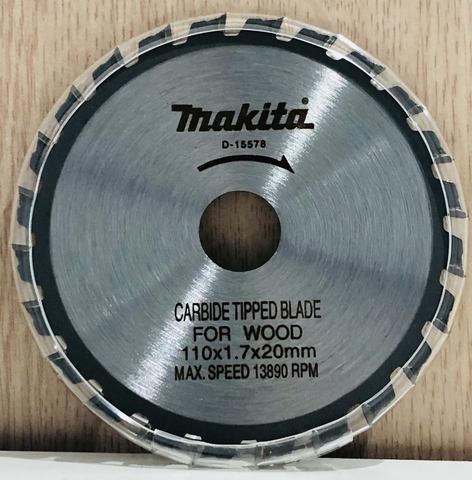 makita
D-15578
CARBIDE TIPPED BLADE
FOR WOOD
110x1.7x20mm
MAX. SPEED 13890 RPM